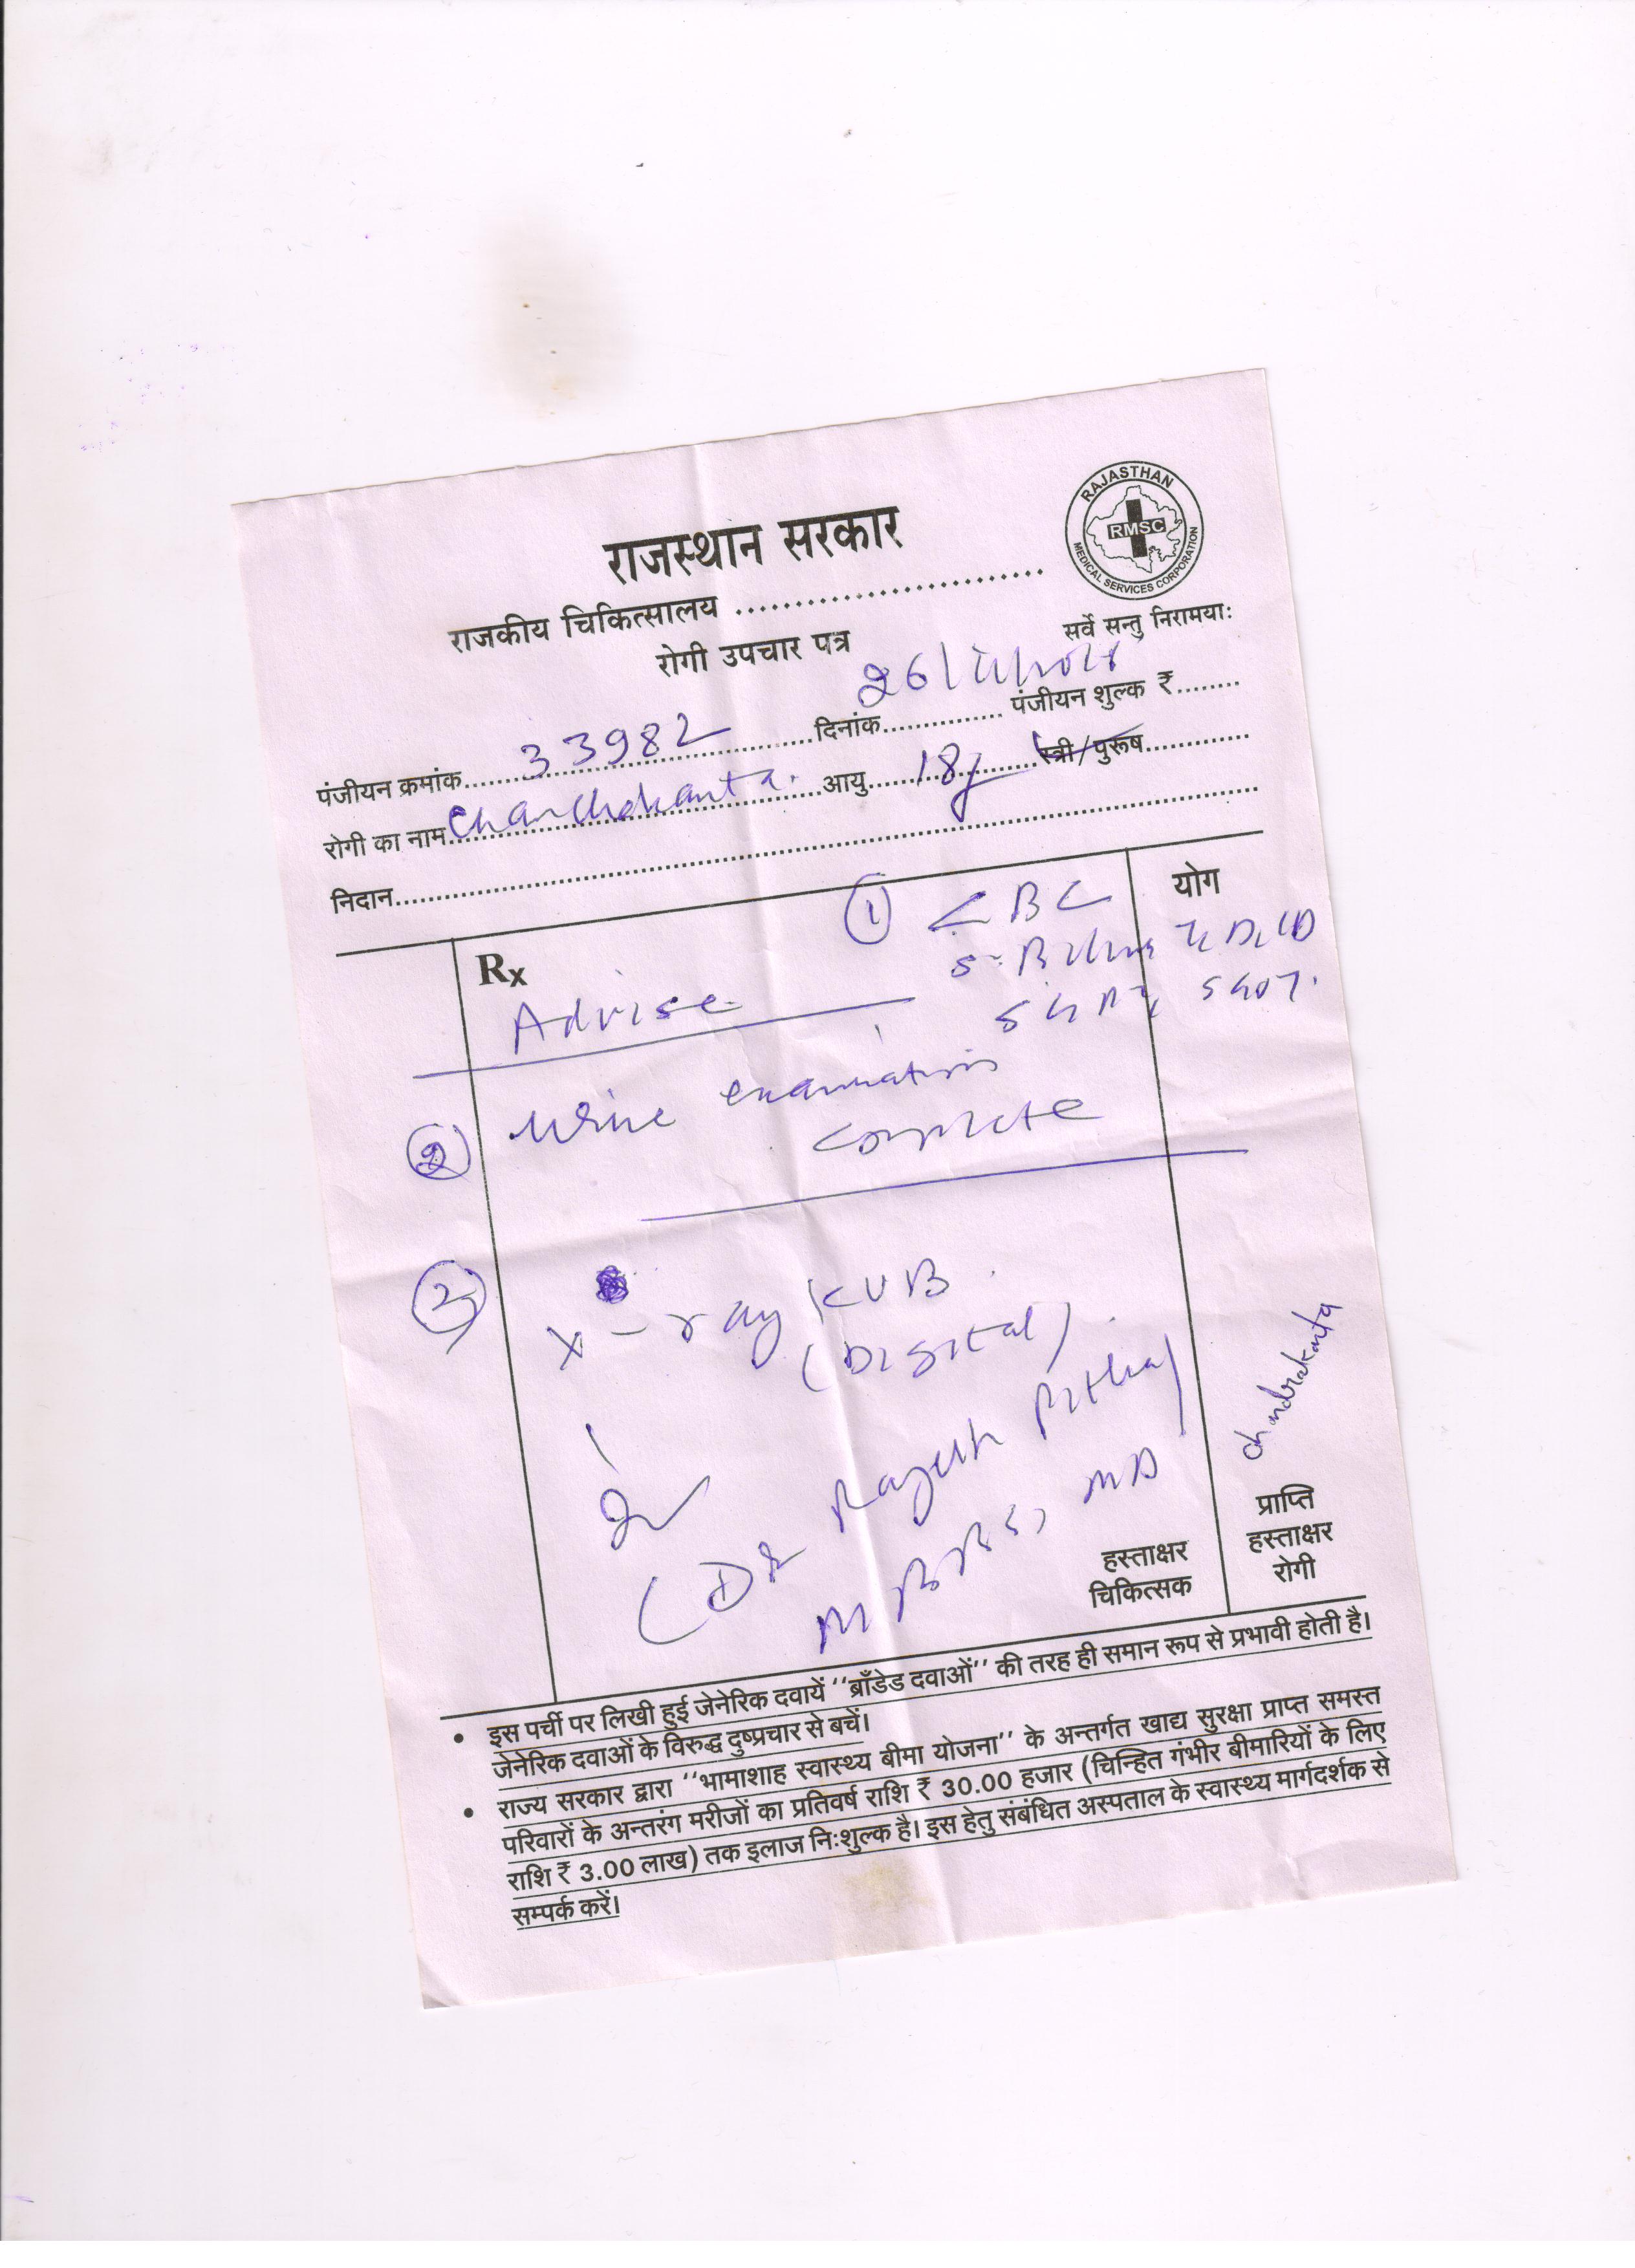 राजस्थान सरकार
RAJASTHAN
RMSC
MEDICAL SERVICES CORPORATION
राजकीय चिकित्सालय ..........................
सर्वे सन्तु निरामयाः
रोगी उपचार पत्र
पंजीयन क्रमांक 33982 दिनांक 26/ पंजीयन शुल्क ₹
रोगी का नाम आयु 18y स्त्री/पुरूष
निदान
Rx
योग
① CBC
S. T, D, ID
Advise SGPT, SGOT.
② Urine examination
complete
③
X-ray KUB
(Digital)
chandrakanta
(Dr Rajesh
MBBS, MD
हस्ताक्षर
चिकित्सक
प्राप्ति
हस्ताक्षर
रोगी
• इस पर्ची पर लिखी हुई जेनेरिक दवायें ‘‘ब्राँडेड दवाओं’’ की तरह ही समान रूप से प्रभावी होती है।
जेनेरिक दवाओं के विरुद्ध दुष्प्रचार से बचें।
• राज्य सरकार द्वारा ‘‘भामाशाह स्वास्थ्य बीमा योजना’’ के अन्तर्गत खाद्य सुरक्षा प्राप्त समस्त
परिवारों के अन्तरंग मरीजों का प्रतिवर्ष राशि ₹ 30.00 हजार (चिन्हित गंभीर बीमारियों के लिए
राशि ₹ 3.00 लाख) तक इलाज निःशुल्क है। इस हेतु संबंधित अस्पताल के स्वास्थ्य मार्गदर्शक से
सम्पर्क करें।